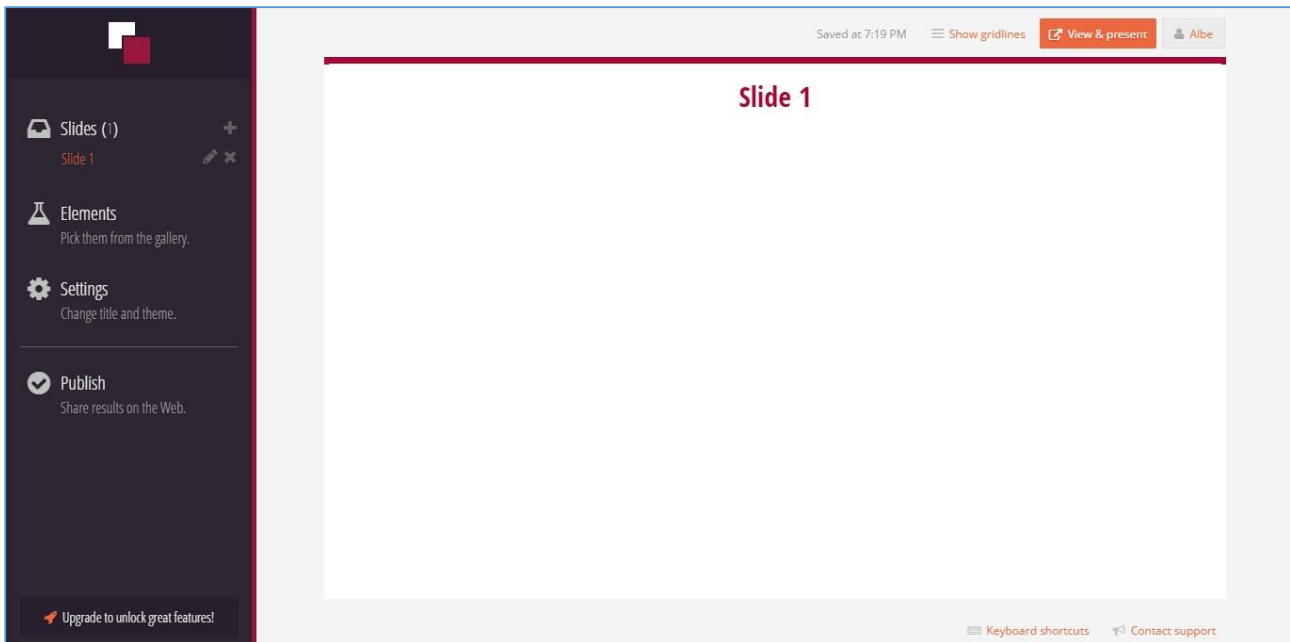 Saved at 7:19 PM Show gridlines View & present Albe
Slide 1
Slides (1)
Slide 1
Elements
Pick them from the gallery.
Settings
Change title and theme.
Publish
Share results on the Web.
Upgrade to unlock great features!
Keyboard shortcuts Contact support